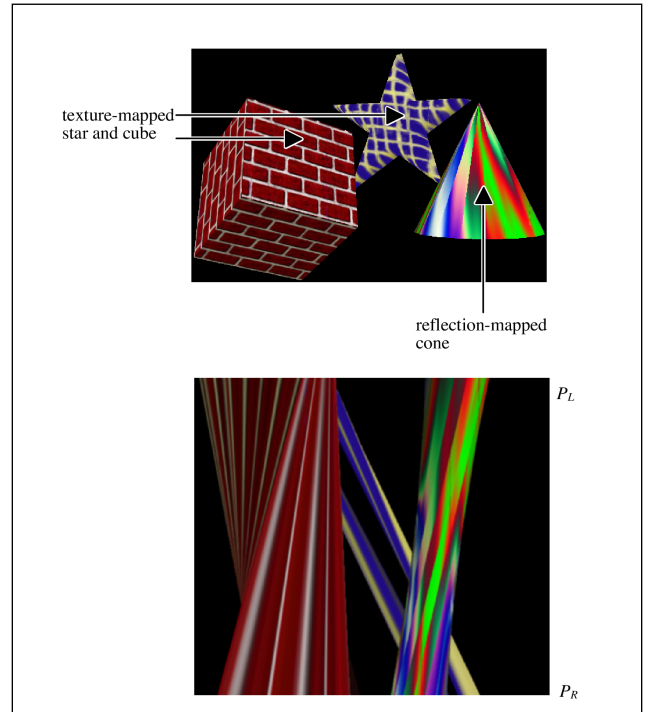 texture-mapped
star and cube
reflection-mapped
cone
P_L
P_R